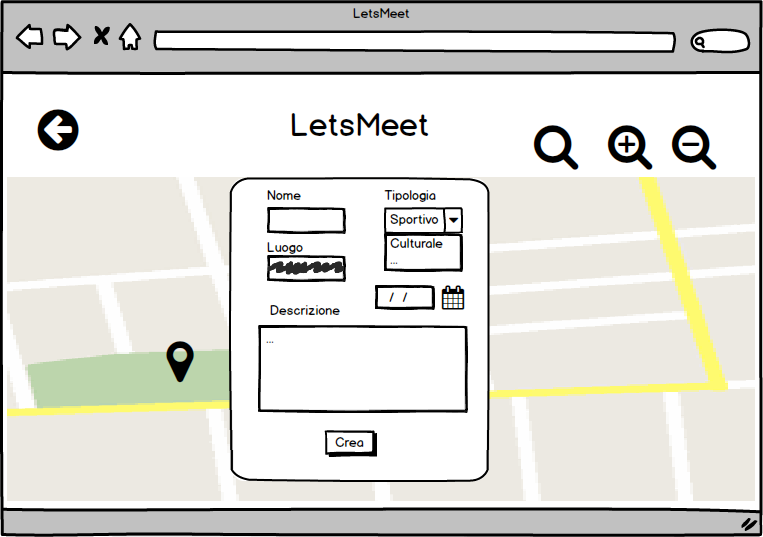 LetsMeet
LetsMeet
Nome
Tipologia
Sportivo
Luogo
Culturale
...
/ /
Descrizione
...
Crea